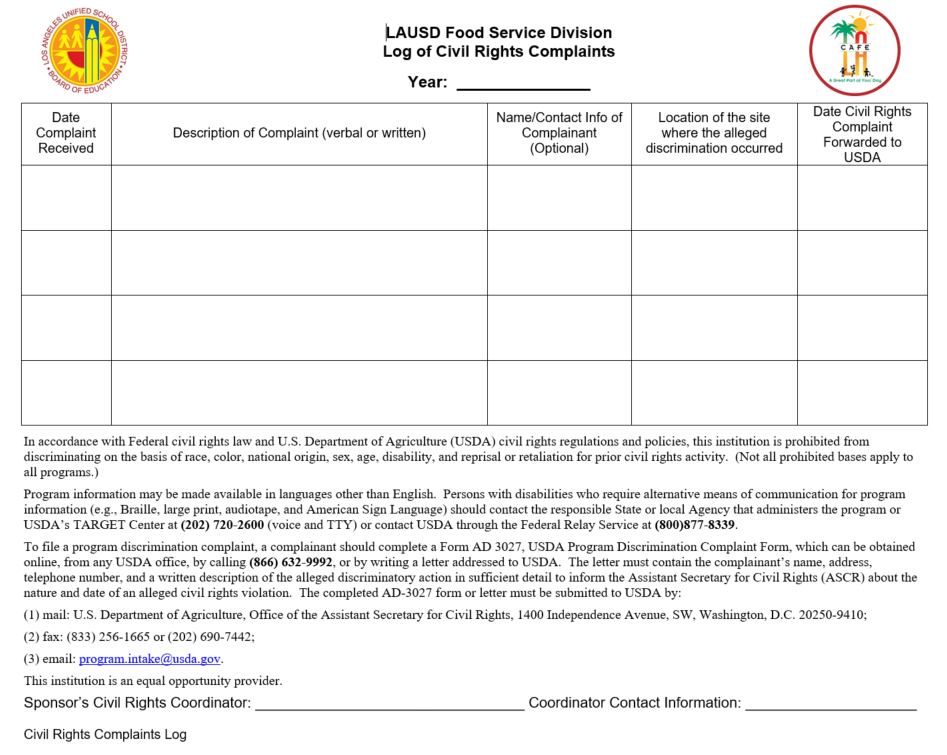 LOS ANGELES UNIFIED SCHOOL DISTRICT
• BOARD OF EDUCATION •
LAUSD Food Service Division
Log of Civil Rights Complaints
Year: ________________
CAFE
LA
A Great Part of Your Day
Date
Complaint
Received
Description of Complaint (verbal or written)
Name/Contact Info of
Complainant
(Optional)
Location of the site
where the alleged
discrimination occurred
Date Civil Rights
Complaint
Forwarded to
USDA
In accordance with Federal civil rights law and U.S. Department of Agriculture (USDA) civil rights regulations and policies, this institution is prohibited from
discriminating on the basis of race, color, national origin, sex, age, disability, and reprisal or retaliation for prior civil rights activity.  (Not all prohibited bases apply to
all programs.)
Program information may be made available in languages other than English.  Persons with disabilities who require alternative means of communication for program
information (e.g., Braille, large print, audiotape, and American Sign Language) should contact the responsible State or local Agency that administers the program or
USDA’s TARGET Center at (202) 720-2600 (voice and TTY) or contact USDA through the Federal Relay Service at (800)877-8339.
To file a program discrimination complaint, a complainant should complete a Form AD 3027, USDA Program Discrimination Complaint Form, which can be obtained
online, from any USDA office, by calling (866) 632-9992, or by writing a letter addressed to USDA.  The letter must contain the complainant’s name, address,
telephone number, and a written description of the alleged discriminatory action in sufficient detail to inform the Assistant Secretary for Civil Rights (ASCR) about the
nature and date of an alleged civil rights violation.  The completed AD-3027 form or letter must be submitted to USDA by:
(1) mail: U.S. Department of Agriculture, Office of the Assistant Secretary for Civil Rights, 1400 Independence Avenue, SW, Washington, D.C. 20250-9410;
(2) fax: (833) 256-1665 or (202) 690-7442;
(3) email: program.intake@usda.gov.
This institution is an equal opportunity provider.
Sponsor’s Civil Rights Coordinator: ________________________________ Coordinator Contact Information: ____________________
Civil Rights Complaints Log